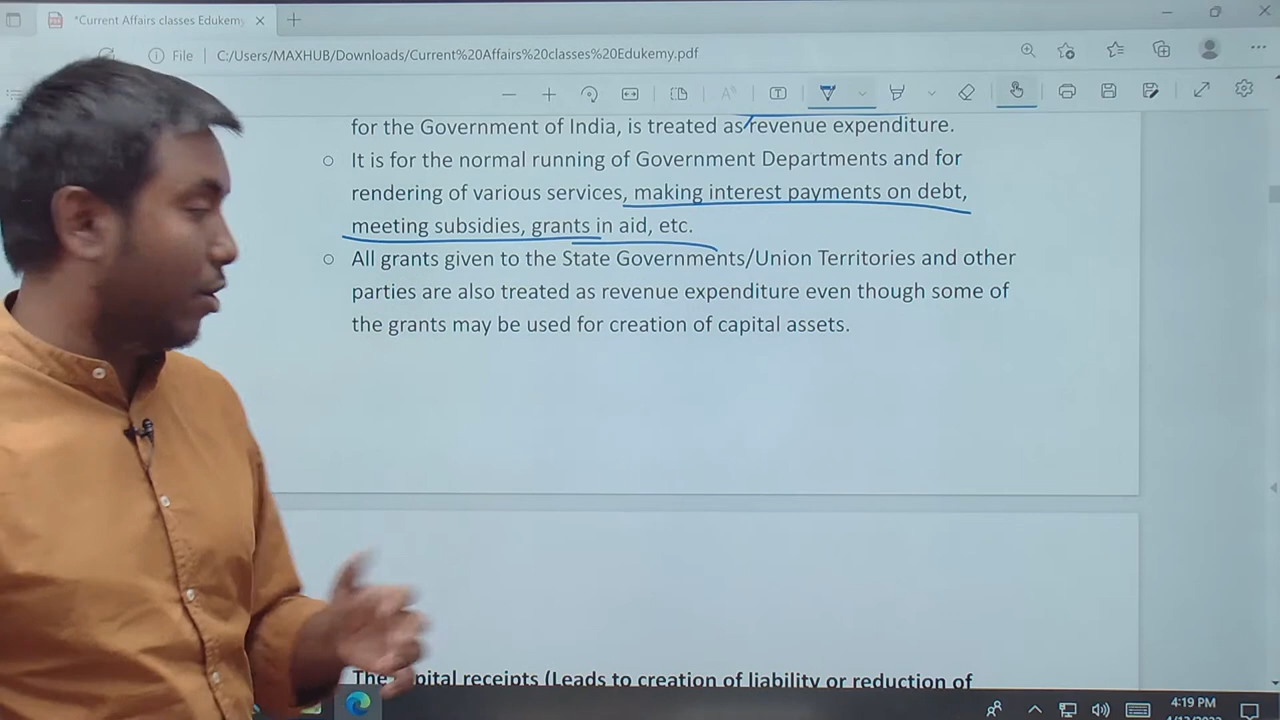 *Current Affairs classes Edukemy
File C:/Users/MAXHUB/Downloads/Current%20Affairs%20classes%20Edukemy.pdf
for the Government of India, is treated as revenue expenditure.
○ It is for the normal running of Government Departments and for
rendering of various services, making interest payments on debt,
meeting subsidies, grants in aid, etc.
○ All grants given to the State Governments/Union Territories and other
parties are also treated as revenue expenditure even though some of
the grants may be used for creation of capital assets.
The capital receipts (Leads to creation of liability or reduction of
4:19 PM